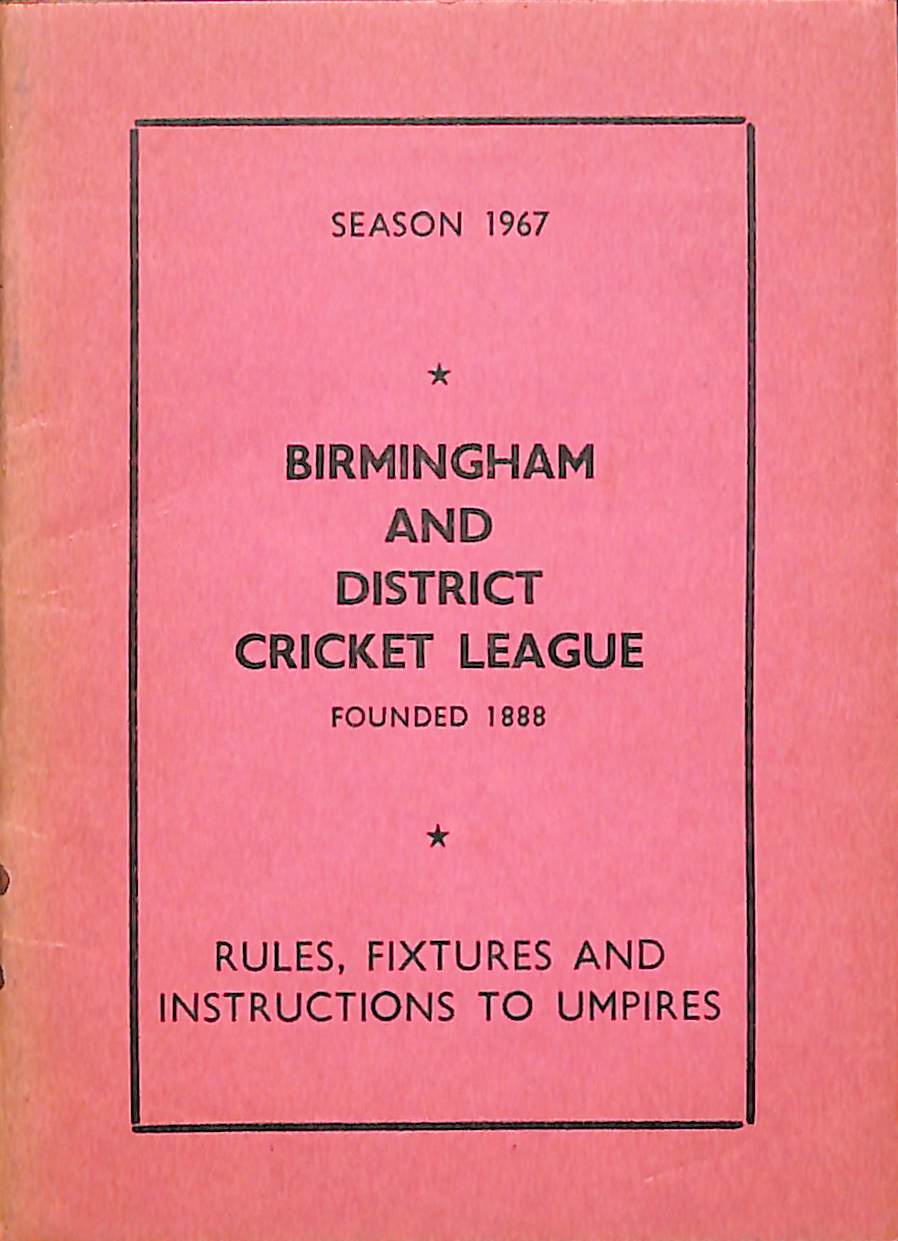 SEASON 1967
★
BIRMINGHAM
AND
DISTRICT
CRICKET LEAGUE
FOUNDED 1888
★
RULES, FIXTURES AND
INSTRUCTIONS TO UMPIRES